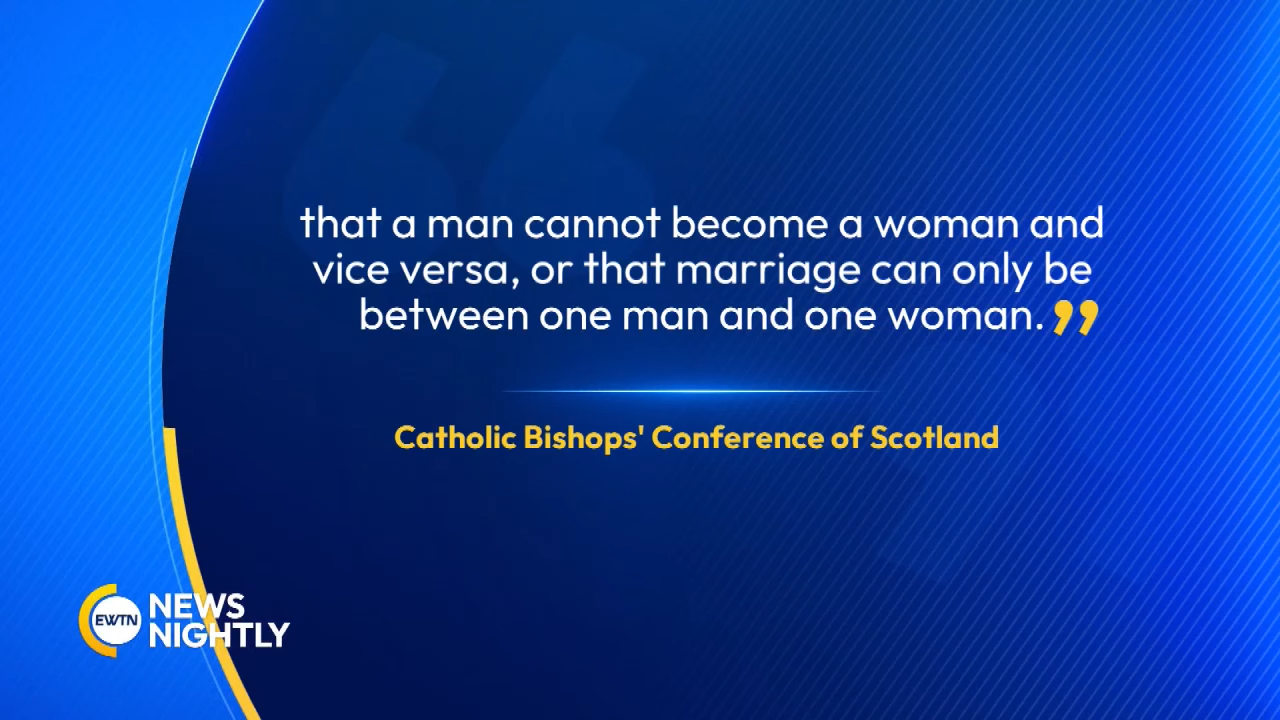 that a man cannot become a woman and
vice versa, or that marriage can only be
between one man and one woman.”
Catholic Bishops' Conference of Scotland
EWTN NEWS
NIGHTLY